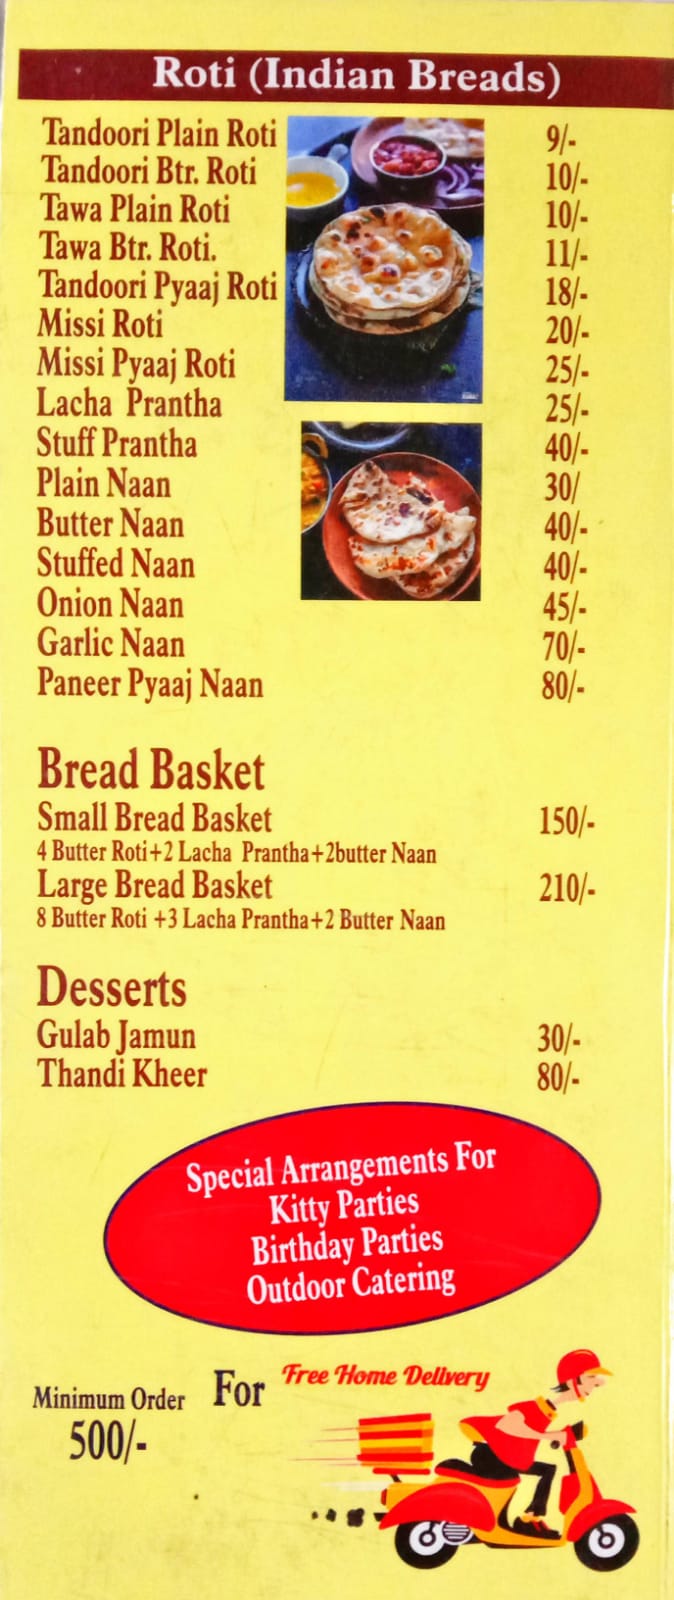 Roti (Indian Breads)
Tandoori Plain Roti 9/-
Tandoori Btr. Roti 10/-
Tawa Plain Roti 10/-
Tawa Btr. Roti. 11/-
Tandoori Pyaaj Roti 18/-
Missi Roti 20/-
Missi Pyaaj Roti 25/-
Lacha Prantha 25/-
Stuff Prantha 40/-
Plain Naan 30/
Butter Naan 40/-
Stuffed Naan 40/-
Onion Naan 45/-
Garlic Naan 70/-
Paneer Pyaaj Naan 80/-
Bread Basket
Small Bread Basket 150/-
4 Butter Roti+2 Lacha Prantha+2butter Naan
Large Bread Basket 210/-
8 Butter Roti +3 Lacha Prantha+2 Butter Naan
Desserts
Gulab Jamun 30/-
Thandi Kheer 80/-
Special Arrangements For
Kitty Parties
Birthday Parties
Outdoor Catering
Minimum Order For Free Home Delivery
500/-